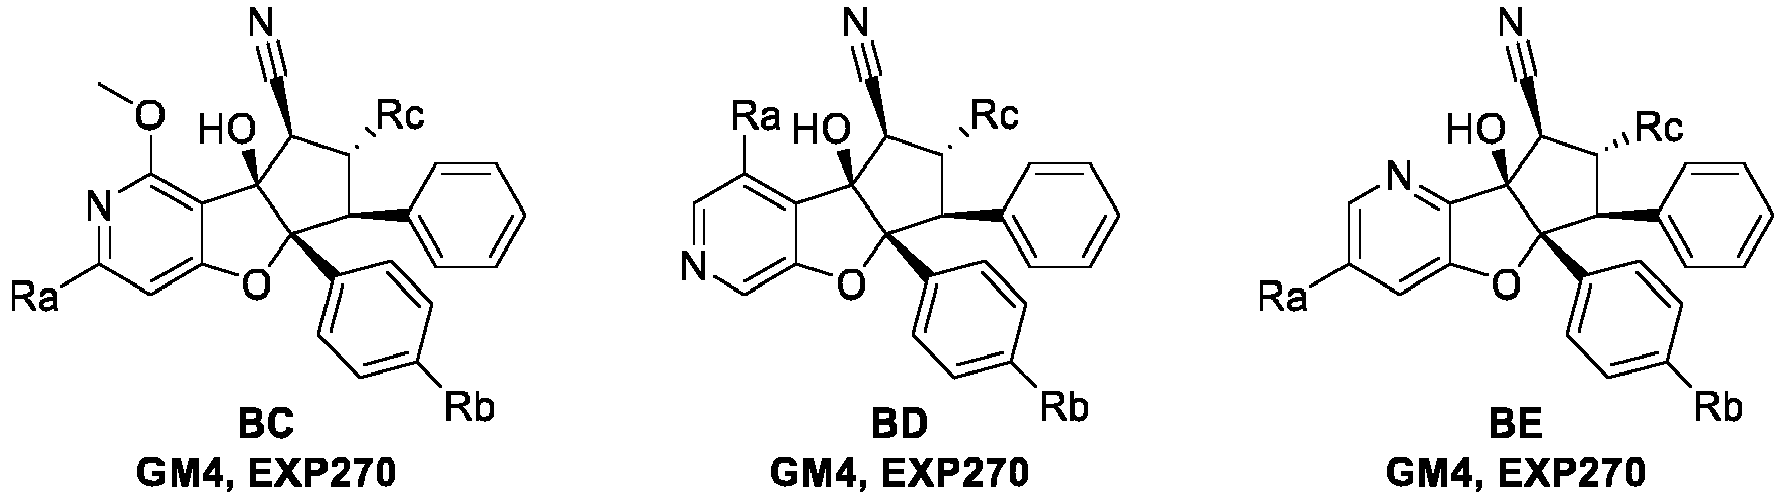 N N N
O HO Rc Ra HO Rc HO Rc
N N
Ra O N O Ra O
Rb Rb Rb
BC BD BE
GM4, EXP270 GM4, EXP270 GM4, EXP270